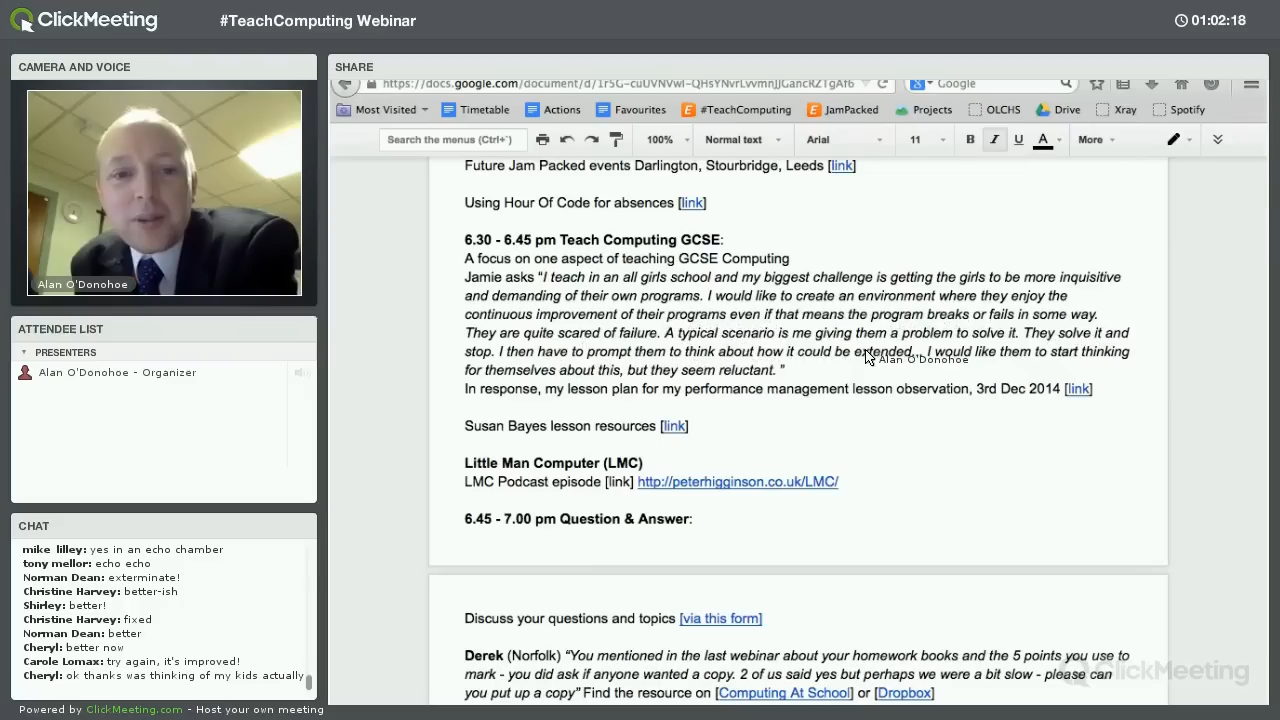 ClickMeeting
#TeachComputing Webinar
01:02:18
CAMERA AND VOICE
Alan O'Donohoe
ATTENDEE LIST
PRESENTERS
Alan O'Donohoe - Organizer
CHAT
mike lilley: yes in an echo chamber
tony mellor: echo echo
Norman Dean: exterminate!
Christine Harvey: better-ish
Shirley: better!
Christine Harvey: fixed
Norman Dean: better
Cheryl: better now
Carole Lomax: try again, it's improved!
Cheryl: ok thanks was thinking of my kids actually
Powered by ClickMeeting.com - Host your own meeting
SHARE
Google
Most Visited Timetable Actions Favourites #TeachComputing JamPacked Projects OLCHS Drive Xray Spotify
Search the menus (Ctrl+`) 100% Normal text Arial 11 B I U A More
Future Jam Packed events Darlington, Stourbridge, Leeds [link]
Using Hour Of Code for absences [link]
6.30 - 6.45 pm Teach Computing GCSE:
A focus on one aspect of teaching GCSE Computing
Jamie asks “I teach in an all girls school and my biggest challenge is getting the girls to be more inquisitive
and demanding of their own programs. I would like to create an environment where they enjoy the
continuous improvement of their programs even if that means the program breaks or fails in some way.
They are quite scared of failure. A typical scenario is me giving them a problem to solve it. They solve it and
stop. I then have to prompt them to think about how it could be extended... I would like them to start thinking
Alan O'Donohoe
for themselves about this, but they seem reluctant. ”
In response, my lesson plan for my performance management lesson observation, 3rd Dec 2014 [link]
Susan Bayes lesson resources [link]
Little Man Computer (LMC)
LMC Podcast episode [link] http://peterhigginson.co.uk/LMC/
6.45 - 7.00 pm Question & Answer:
Discuss your questions and topics [via this form]
Derek (Norfolk) “You mentioned in the last webinar about your homework books and the 5 points you use to
mark - you did ask if anyone wanted a copy. 2 of us said yes but perhaps we were a bit slow - please can
you put up a copy” Find the resource on [Computing At School] or [Dropbox]
ClickMeeting